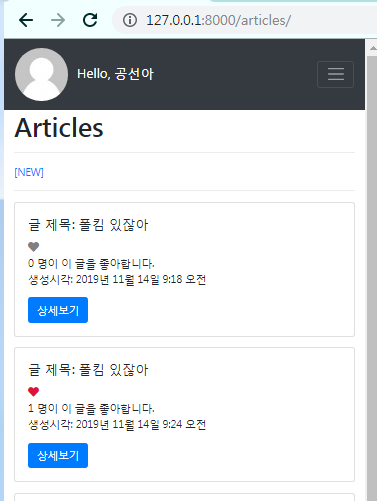 127.0.0.1:8000/articles/
Hello, 공선아
Articles
[NEW]
글 제목: 폴킴 있잖아
0 명이 이 글을 좋아합니다.
생성시각: 2019년 11월 14일 9:18 오전
상세보기
글 제목: 폴킴 있잖아
1 명이 이 글을 좋아합니다.
생성시각: 2019년 11월 14일 9:24 오전
상세보기